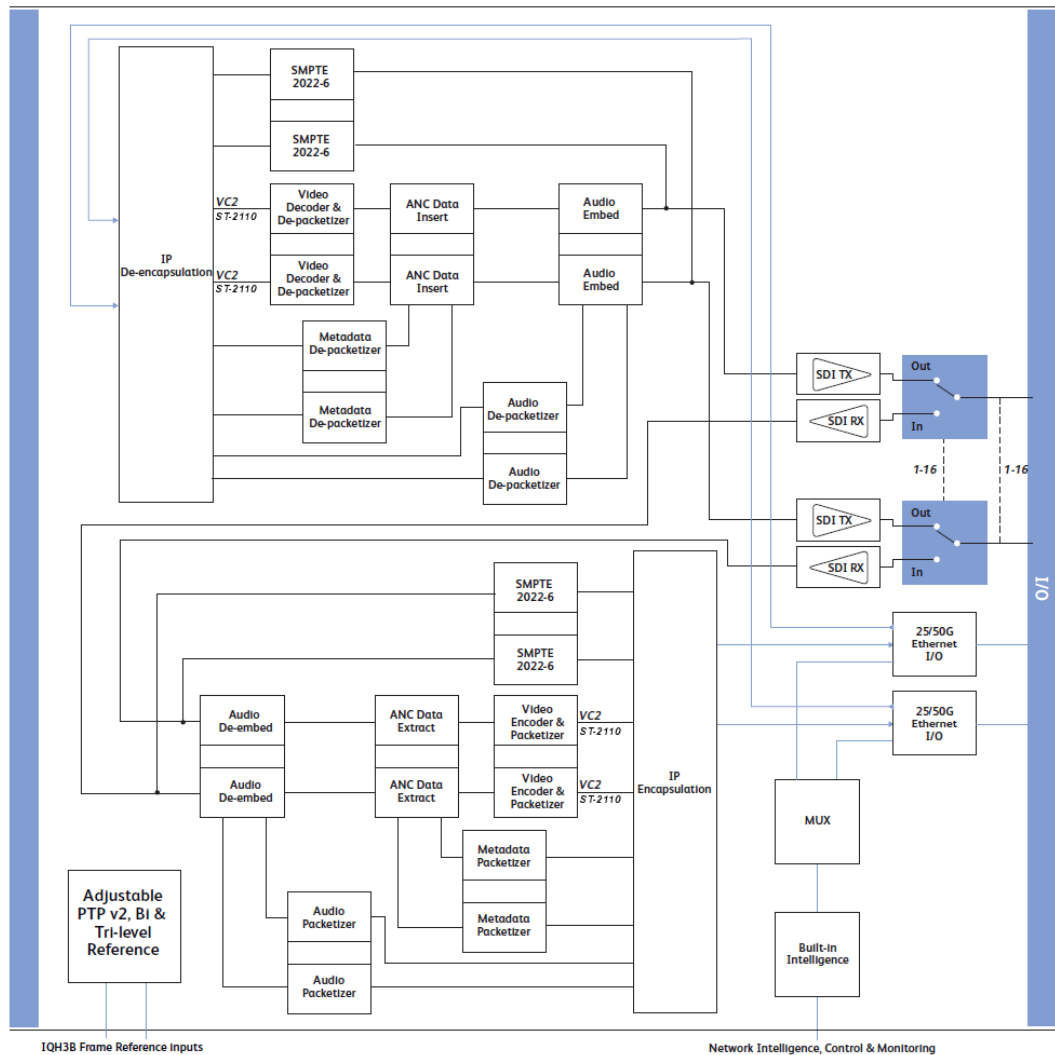 SMPTE
2022-6
SMPTE
2022-6
VC2
ST-2110
Video
Decoder &
De-packetizer
ANC Data
Insert
Audio
Embed
IP
De-encapsulation
VC2
ST-2110
Video
Decoder &
De-packetizer
ANC Data
Insert
Audio
Embed
Metadata
De-packetizer
Metadata
De-packetizer
Audio
De-packetizer
Audio
De-packetizer
SDI TX
Out
SDI RX
In
1-16
1-16
SDI TX
Out
SDI RX
In
I/O
SMPTE
2022-6
SMPTE
2022-6
25/50G
Ethernet
I/O
25/50G
Ethernet
I/O
Audio
De-embed
ANC Data
Extract
Video
Encoder &
Packetizer
VC2
ST-2110
Audio
De-embed
ANC Data
Extract
Video
Encoder &
Packetizer
VC2
ST-2110
IP
Encapsulation
MUX
Metadata
Packetizer
Metadata
Packetizer
Audio
Packetizer
Audio
Packetizer
Adjustable
PTP v2, Bi &
Tri-level
Reference
Built-in
Intelligence
IQH3B Frame Reference inputs
Network Intelligence, Control & Monitoring